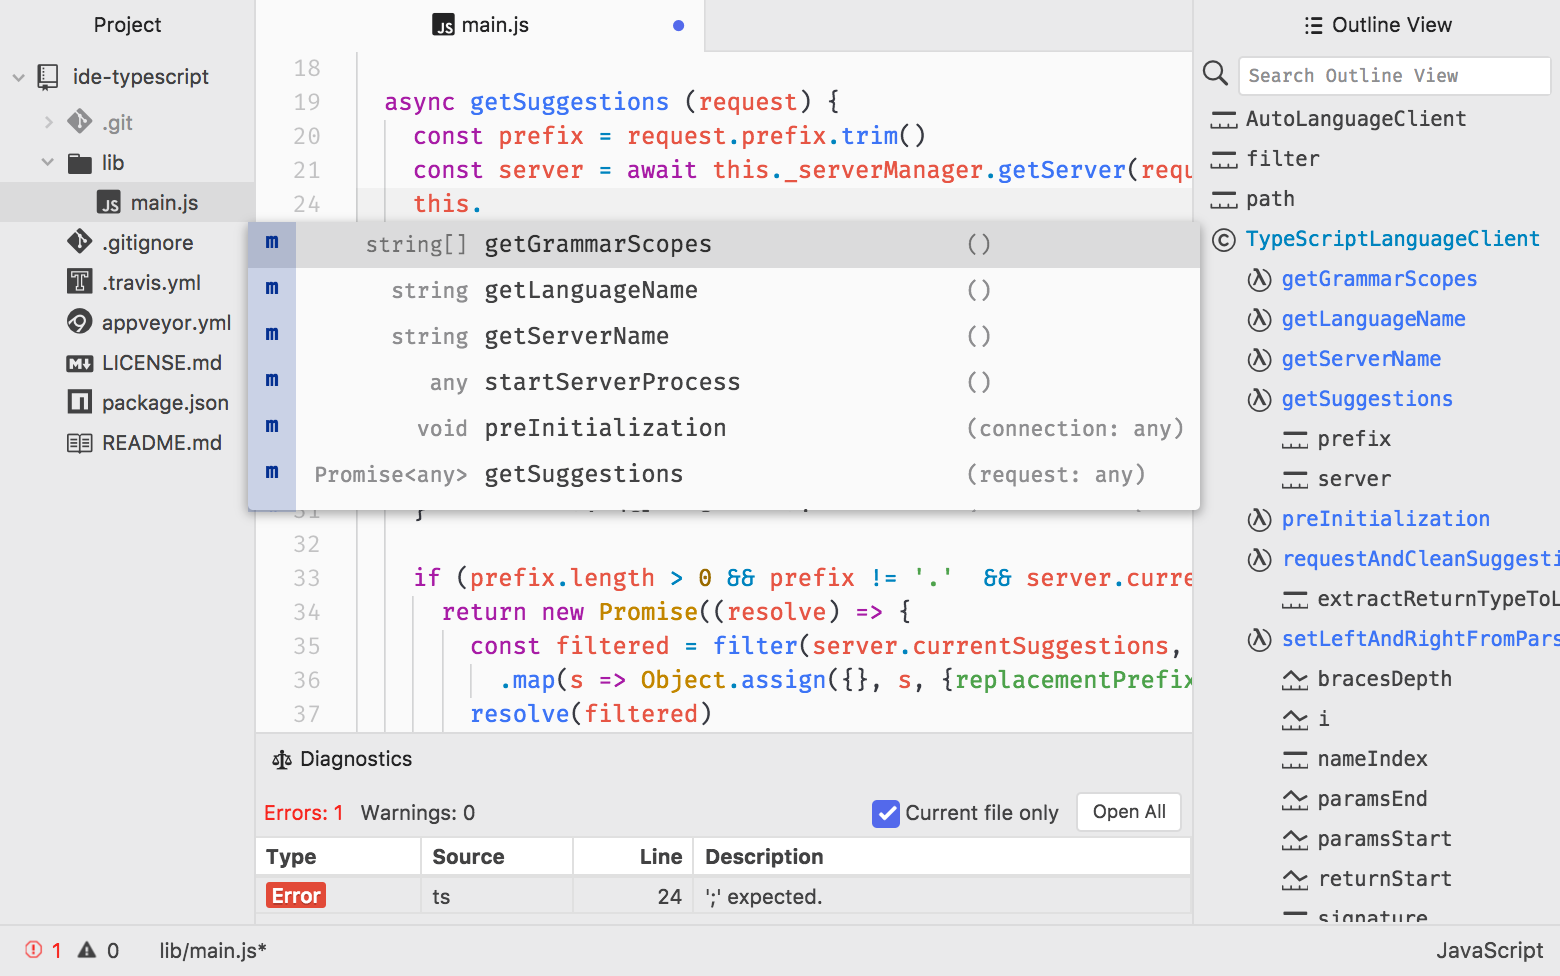 Project
ide-typescript
.git
lib
main.js
.gitignore
.travis.yml
appveyor.yml
LICENSE.md
package.json
README.md
main.js
18
19 async getSuggestions (request) {
20 const prefix = request.prefix.trim()
21 const server = await this._serverManager.getServer(requ
24 this.
m string[] getGrammarScopes ()
m string getLanguageName ()
m string getServerName ()
m any startServerProcess ()
m void preInitialization (connection: any)
m Promise<any> getSuggestions (request: any)
31 }
32
33 if (prefix.length > 0 && prefix != '.' && server.curre
34 return new Promise((resolve) => {
35 const filtered = filter(server.currentSuggestions,
36 .map(s => Object.assign({}, s, {replacementPrefix
37 resolve(filtered)
Diagnostics
Errors: 1 Warnings: 0 Current file only Open All
Type Source Line Description
Error ts 24 ';' expected.
Outline View
Search Outline View
AutoLanguageClient
filter
path
TypeScriptLanguageClient
getGrammarScopes
getLanguageName
getServerName
getSuggestions
prefix
server
preInitialization
requestAndCleanSuggesti
extractReturnTypeToL
setLeftAndRightFromPars
bracesDepth
i
nameIndex
paramsEnd
paramsStart
returnStart
signature
1 0 lib/main.js* JavaScript